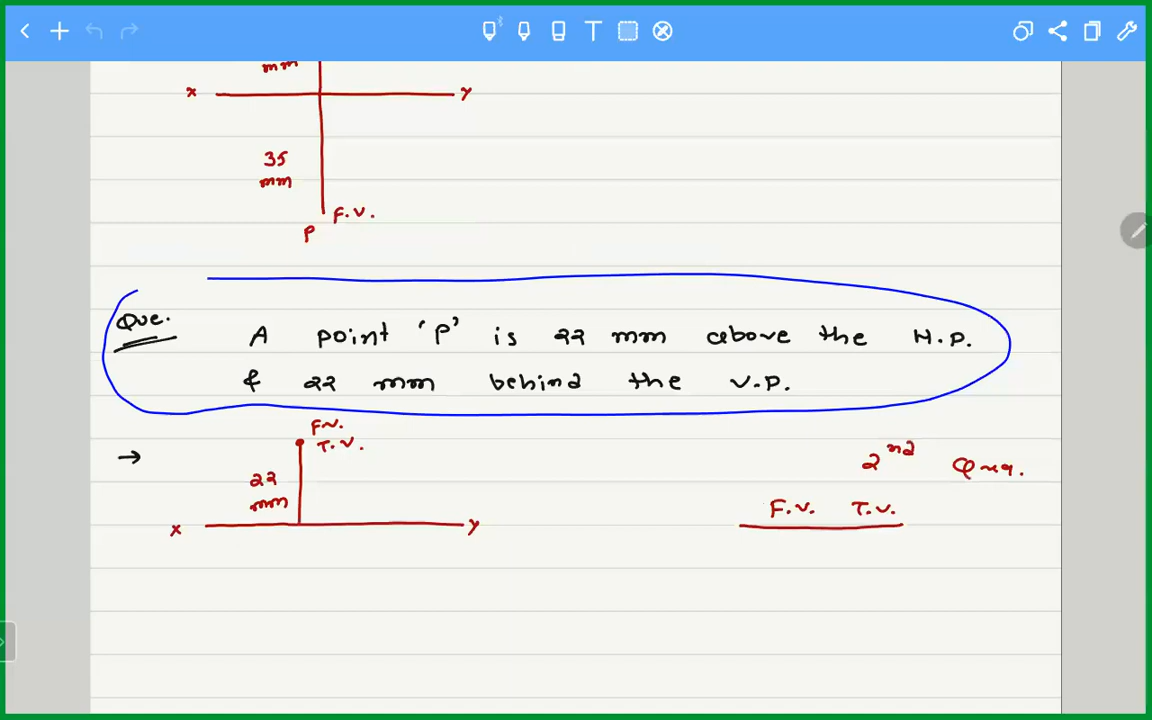 mm
x y
35
mm
F.V.
P
Que. A point 'P' is 22 mm above the H.P.
& 22 mm behind the V.P.
F.V.
T.V.
22
mm
x y
2nd Qua.
F.V. T.V.